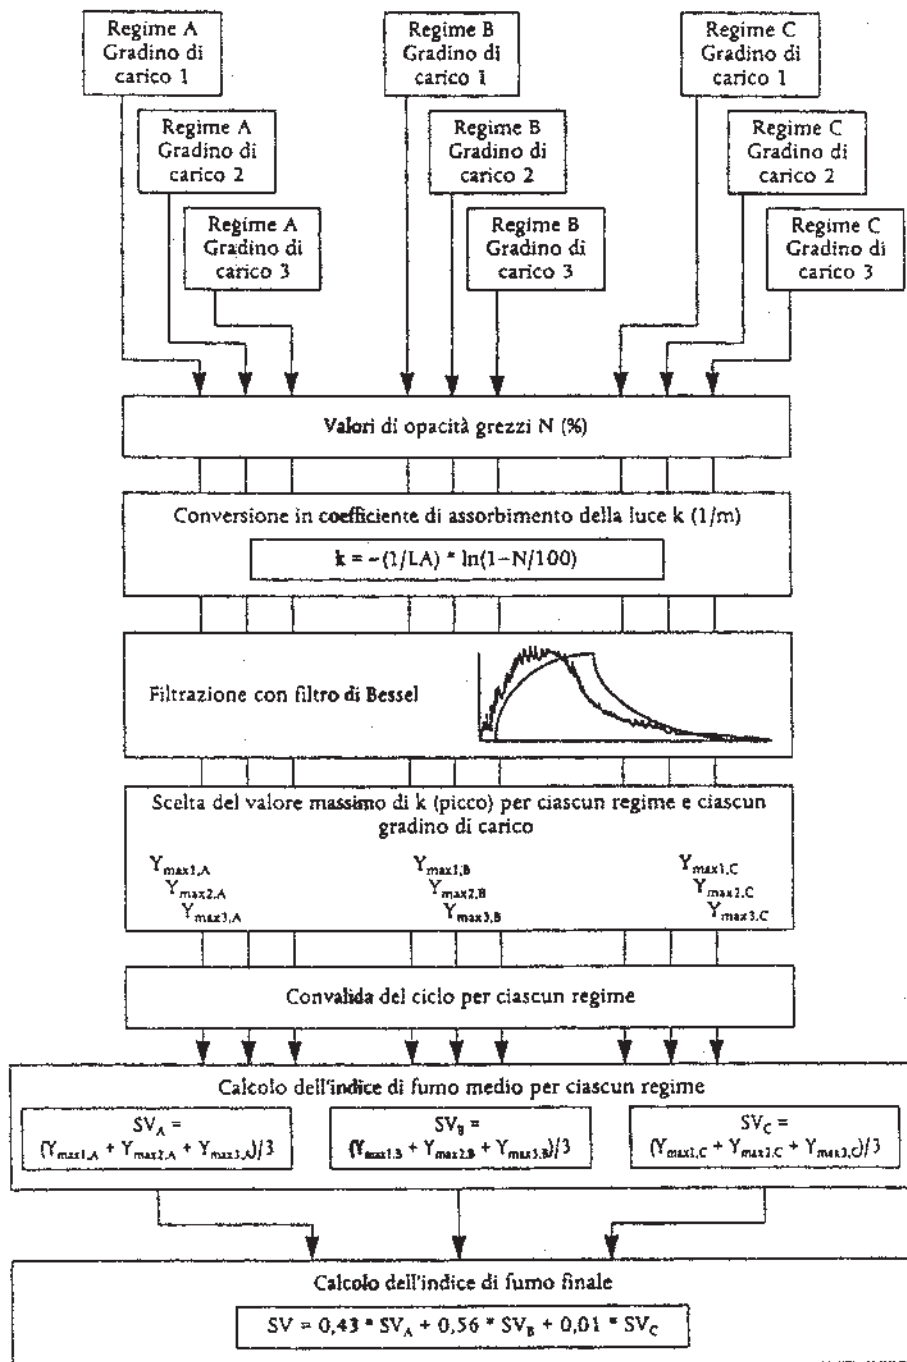 Regime A
Gradino di
carico 1
Regime B
Gradino di
carico 1
Regime C
Gradino di
carico 1
Regime A
Gradino di
carico 2
Regime B
Gradino di
carico 2
Regime C
Gradino di
carico 2
Regime A
Gradino di
carico 3
Regime B
Gradino di
carico 3
Regime C
Gradino di
carico 3
Valori di opacità grezzi N (%)
Conversione in coefficiente di assorbimento della luce k (1/m)
k = -(1/LA) * ln(1-N/100)
Filtrazione con filtro di Bessel
Scelta del valore massimo di k (picco) per ciascun regime e ciascun
gradino di carico
Ymax1,A Ymax1,B Ymax1,C
Ymax2,A Ymax2,B Ymax2,C
Ymax3,A Ymax3,B Ymax3,C
Convalida del ciclo per ciascun regime
Calcolo dell'indice di fumo medio per ciascun regime
SVA =
(Ymax1,A + Ymax2,A + Ymax3,A)/3
SVB =
(Ymax1,B + Ymax2,B + Ymax3,B)/3
SVC =
(Ymax1,C + Ymax2,C + Ymax3,C)/3
Calcolo dell'indice di fumo finale
SV = 0,43 * SVA + 0,56 * SVB + 0,01 * SVC